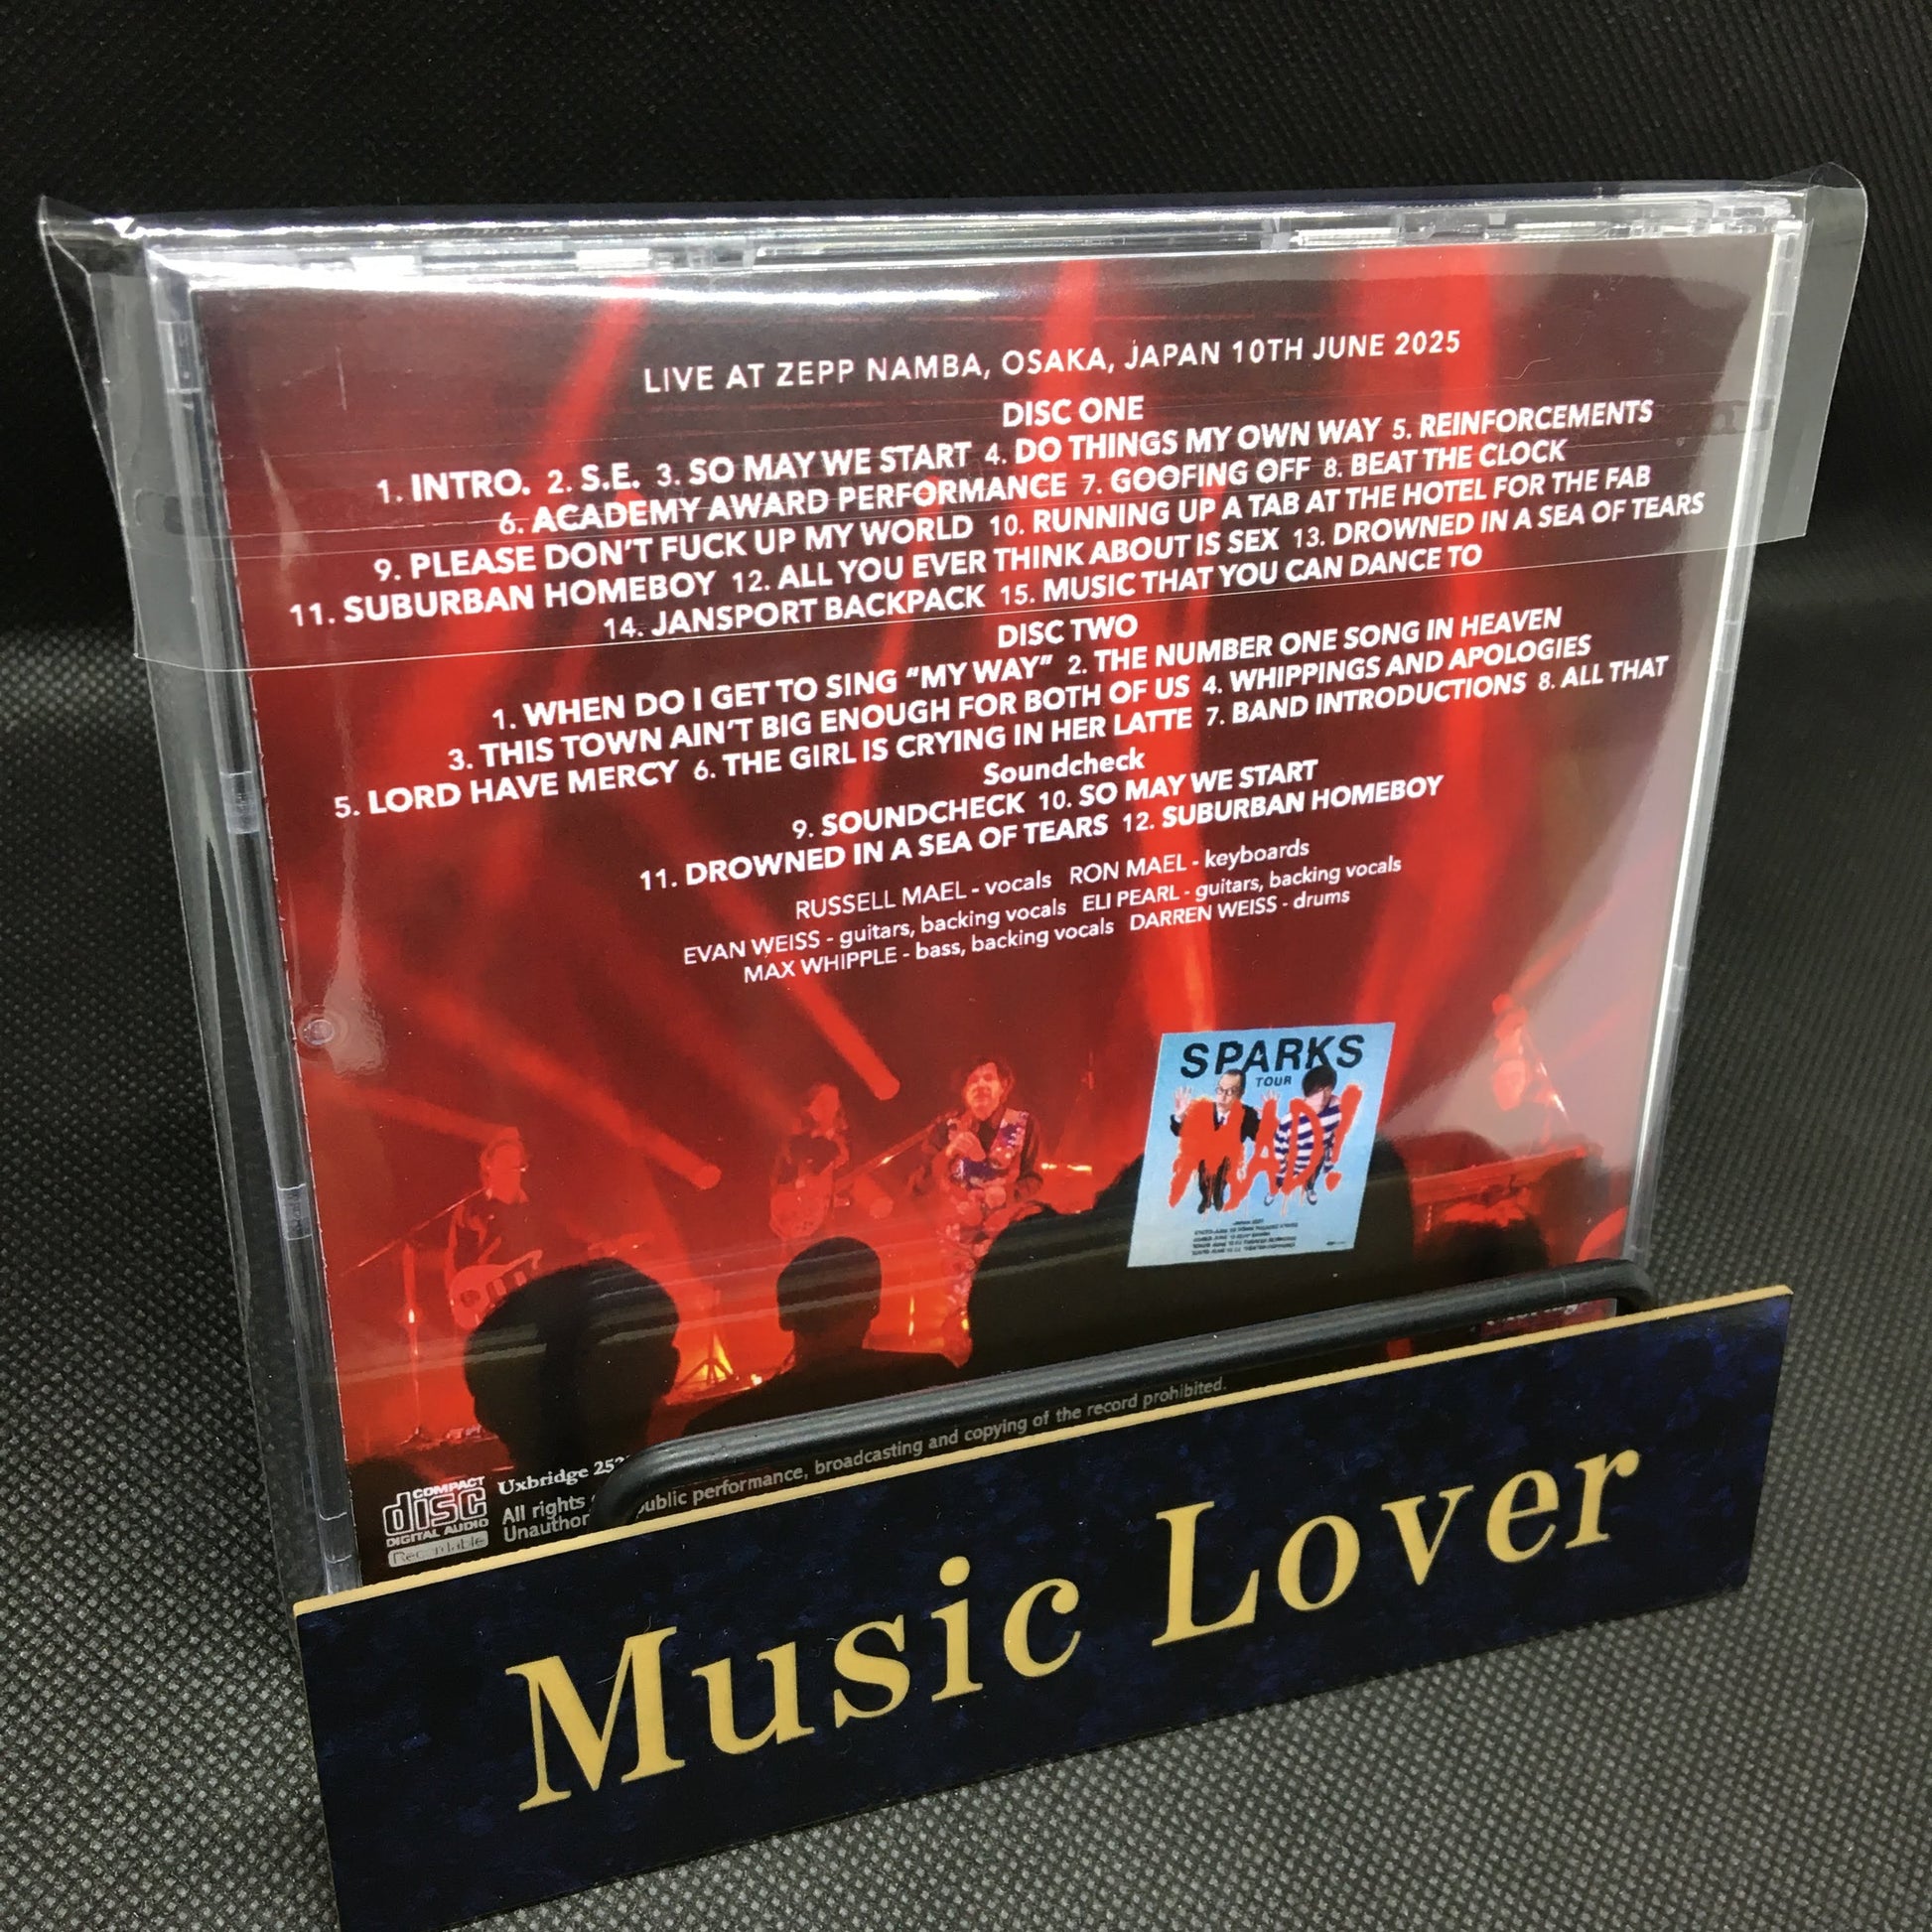 LIVE AT ZEPP NAMBA, OSAKA, JAPAN 10TH JUNE 2025
DISC ONE
1. INTRO. 2. S.E. 3. SO MAY WE START 4. DO THINGS MY OWN WAY 5. REINFORCEMENTS
6. ACADEMY AWARD PERFORMANCE 7. GOOFING OFF 8. BEAT THE CLOCK
9. PLEASE DON'T FUCK UP MY WORLD 10. RUNNING UP A TAB AT THE HOTEL FOR THE FAB
11. SUBURBAN HOMEBOY 12. ALL YOU EVER THINK ABOUT IS SEX 13. DROWNED IN A SEA OF TEARS
14. JANSPORT BACKPACK 15. MUSIC THAT YOU CAN DANCE TO
DISC TWO
1. WHEN DO I GET TO SING "MY WAY" 2. THE NUMBER ONE SONG IN HEAVEN
3. THIS TOWN AIN'T BIG ENOUGH FOR BOTH OF US 4. WHIPPINGS AND APOLOGIES
5. LORD HAVE MERCY 6. THE GIRL IS CRYING IN HER LATTE 7. BAND INTRODUCTIONS 8. ALL THAT
Soundcheck
9. SOUNDCHECK 10. SO MAY WE START
11. DROWNED IN A SEA OF TEARS 12. SUBURBAN HOMEBOY
RUSSELL MAEL - vocals RON MAEL - keyboards
EVAN WEISS - guitars, backing vocals ELI PEARL - guitars, backing vocals
MAX WHIPPLE - bass, backing vocals DARREN WEISS - drums
SPARKS
TOUR
MAD!
COMPACT
disc
DIGITAL AUDIO
Recordable
Uxbridge
All rights public performance, broadcasting and copying of the record prohibited.
Music Lover